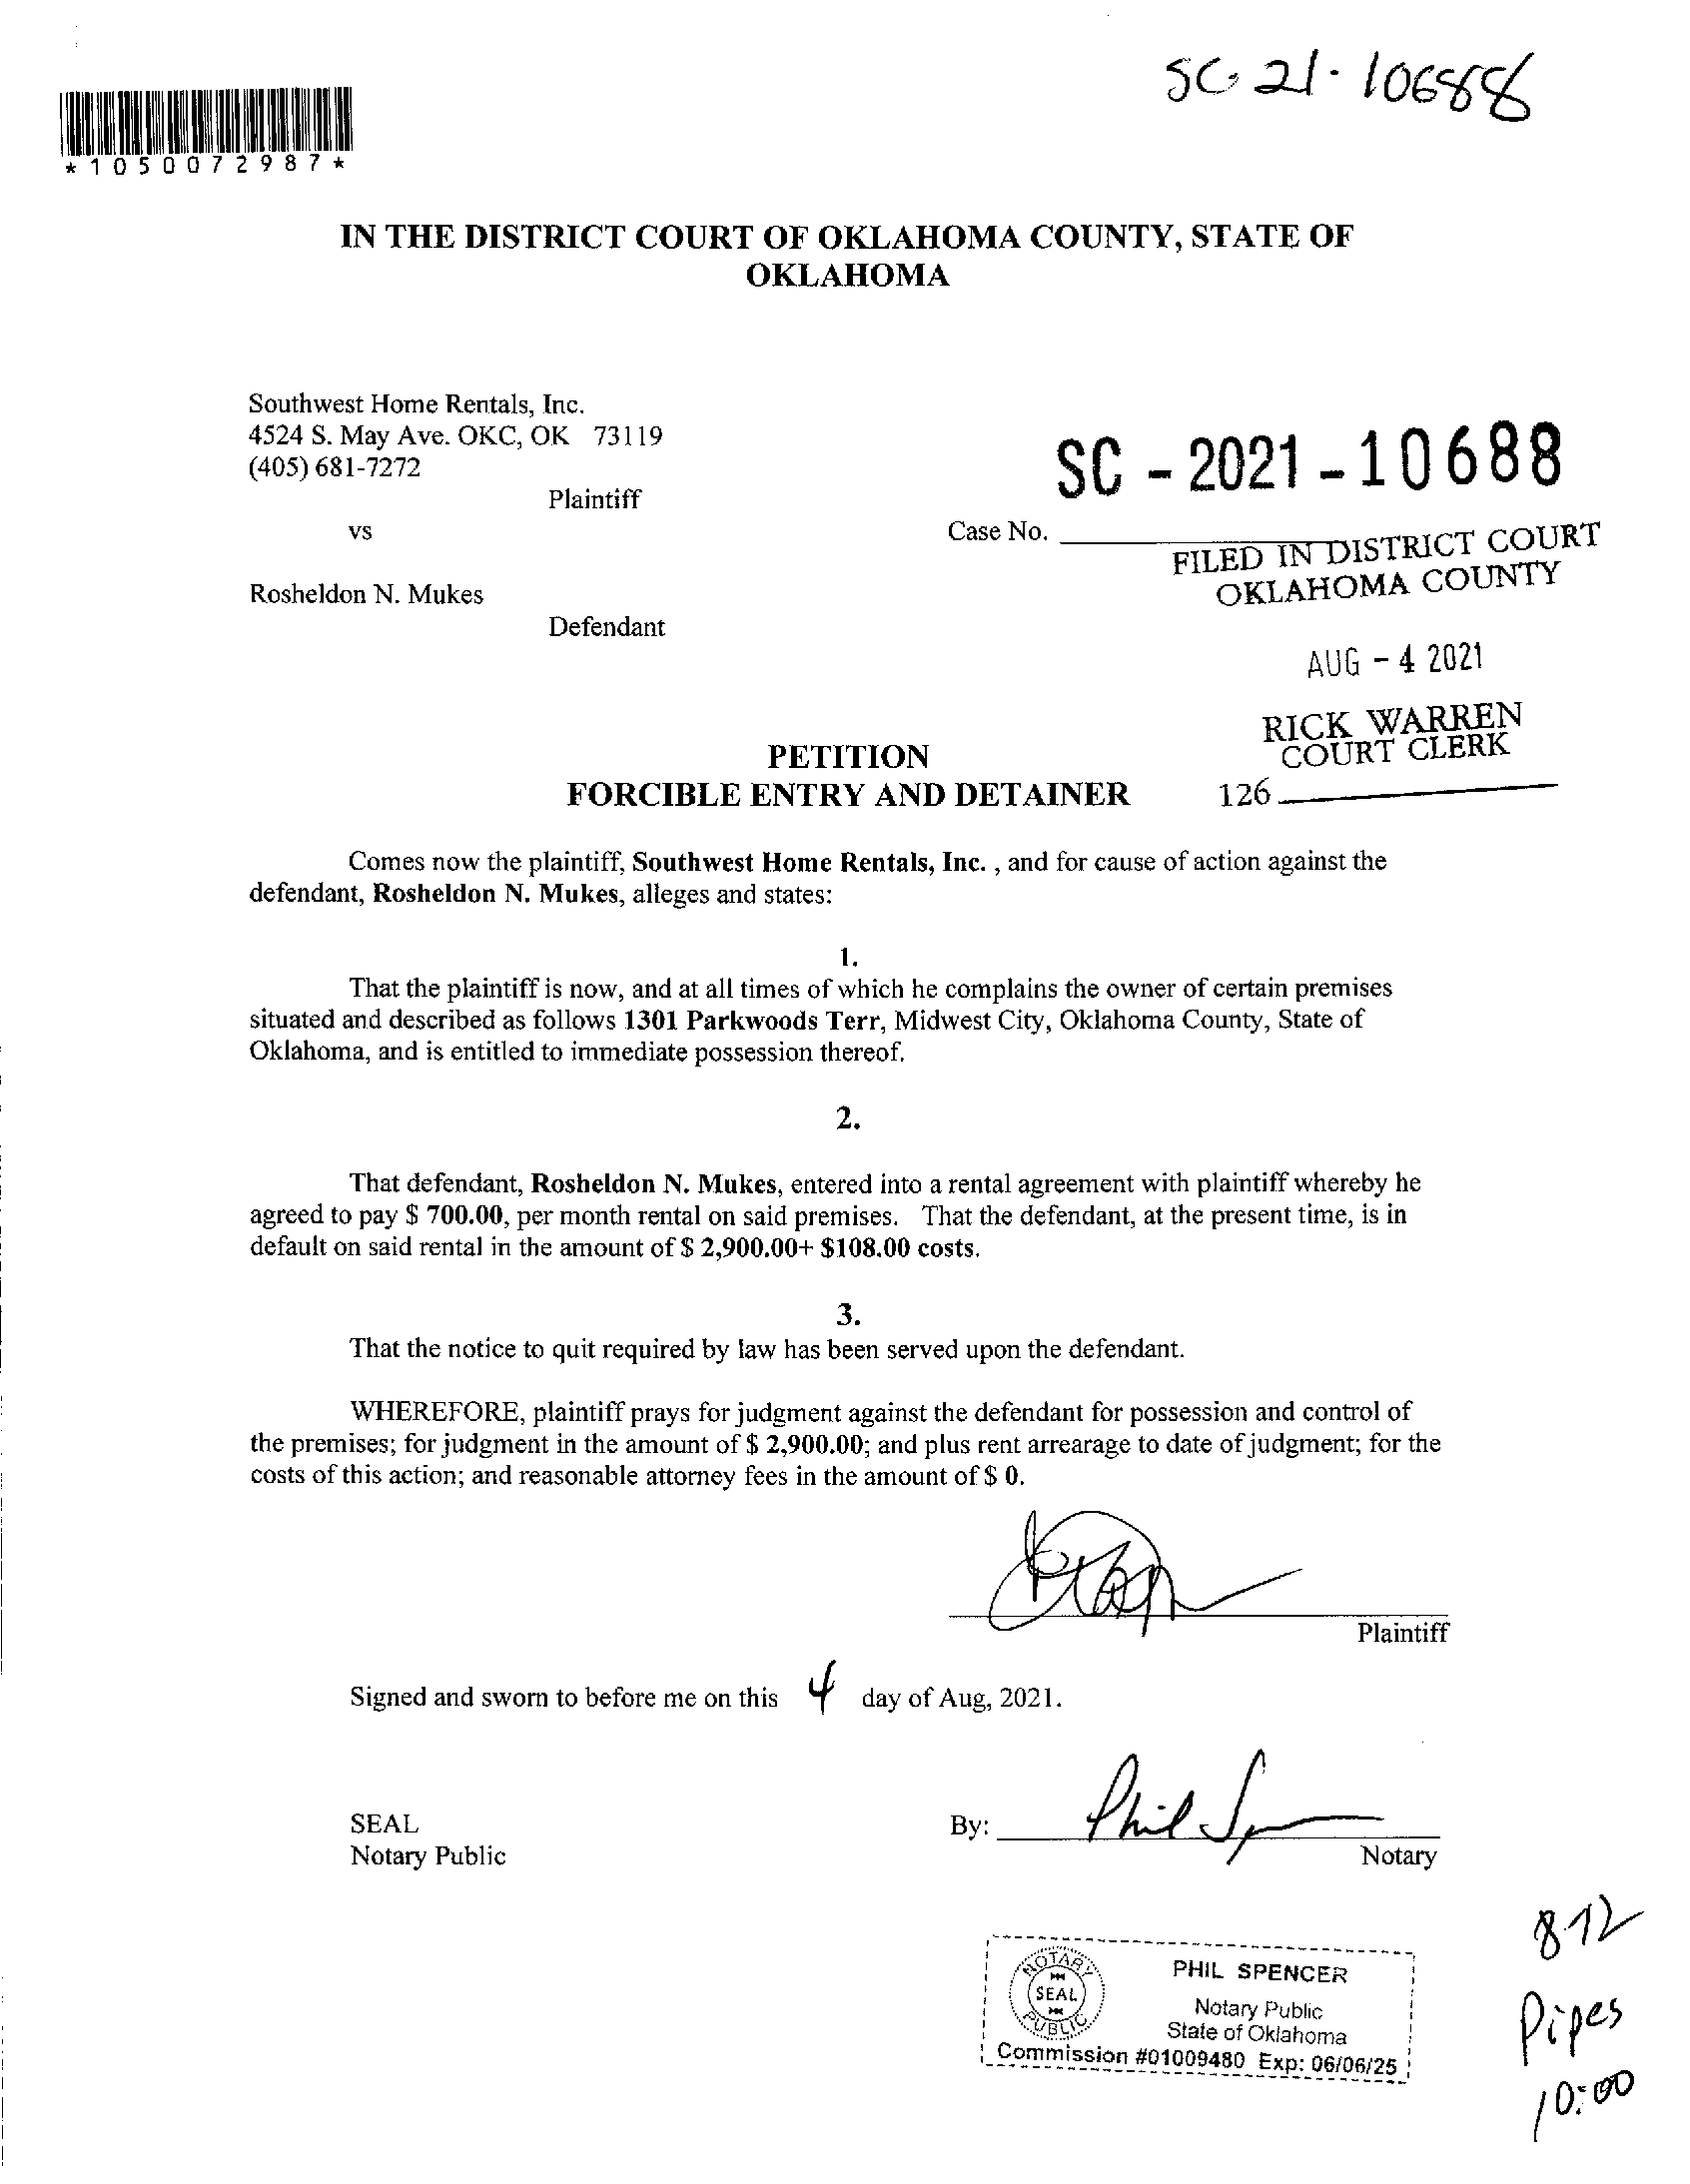 SC-21-10688
*1050072987*
IN THE DISTRICT COURT OF OKLAHOMA COUNTY, STATE OF
OKLAHOMA
Southwest Home Rentals, Inc.
4524 S. May Ave. OKC, OK 73119
(405) 681-7272
Plaintiff
SC - 2021 - 10688
vs
Case No.
FILED IN DISTRICT COURT
OKLAHOMA COUNTY
Rosheldon N. Mukes
Defendant
AUG - 4 2021
RICK WARREN
COURT CLERK
126
PETITION
FORCIBLE ENTRY AND DETAINER
Comes now the plaintiff, Southwest Home Rentals, Inc. , and for cause of action against the
defendant, Rosheldon N. Mukes, alleges and states:
1.
That the plaintiff is now, and at all times of which he complains the owner of certain premises
situated and described as follows 1301 Parkwoods Terr, Midwest City, Oklahoma County, State of
Oklahoma, and is entitled to immediate possession thereof.
2.
That defendant, Rosheldon N. Mukes, entered into a rental agreement with plaintiff whereby he
agreed to pay $ 700.00, per month rental on said premises. That the defendant, at the present time, is in
default on said rental in the amount of $ 2,900.00+ $108.00 costs.
3.
That the notice to quit required by law has been served upon the defendant.
WHEREFORE, plaintiff prays for judgment against the defendant for possession and control of
the premises; for judgment in the amount of $ 2,900.00; and plus rent arrearage to date of judgment; for the
costs of this action; and reasonable attorney fees in the amount of $ 0.
Plaintiff
Signed and sworn to before me on this 4 day of Aug, 2021.
SEAL
Notary Public
By: Phil Sp
Notary
NOTARY
SEAL
PUBLIC
PHIL SPENCER
Notary Public
State of Oklahoma
Commission #01009480 Exp: 06/06/25
8-12
Pipes
10:00